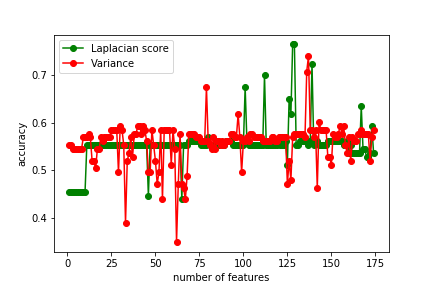 Laplacian score
Variance
0.7
0.6
0.5
0.4
accuracy
0 25 50 75 100 125 150 175
number of features